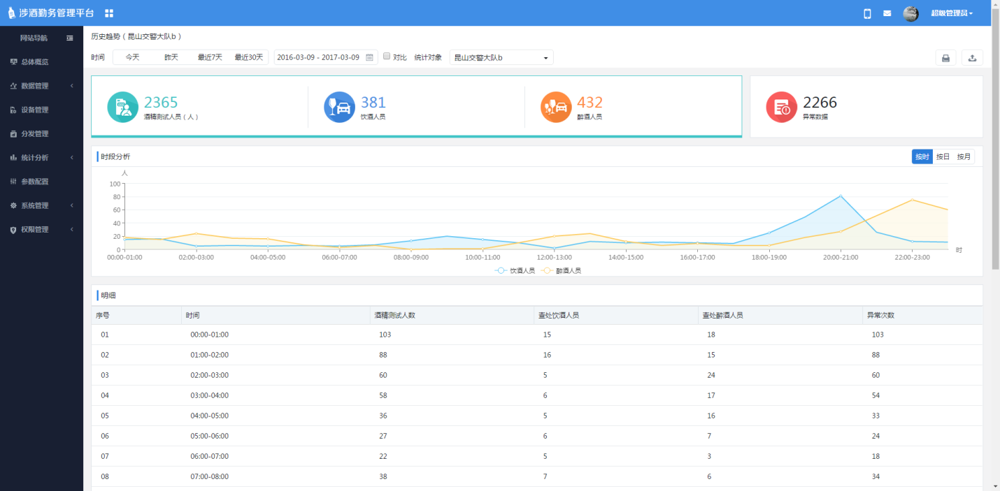 涉酒勤务管理平台 超级管理员
网站导航
总体概览
数据管理
设备管理
分发管理
统计分析
参数配置
系统管理
权限管理
历史趋势（昆山交警大队b）
时间 今天 昨天 最近7天 最近30天 2016-03-09 - 2017-03-09 对比 统计对象 昆山交警大队b
2365
酒精测试人员（人）
381
饮酒人员
432
醉酒人员
2266
异常数据
时段分析 按时 按日 按月
人
100
80
60
40
20
0
时
00:00-01:00 02:00-03:00 04:00-05:00 06:00-07:00 08:00-09:00 10:00-11:00 12:00-13:00 14:00-15:00 16:00-17:00 18:00-19:00 20:00-21:00 22:00-23:00
饮酒人员 醉酒人员
明细
序号 时间 酒精测试人数 查处饮酒人员 查处醉酒人员 异常次数
01 00:00-01:00 103 15 18 103
02 01:00-02:00 88 16 15 88
03 02:00-03:00 60 5 24 60
04 03:00-04:00 58 6 17 54
05 04:00-05:00 36 5 16 33
06 05:00-06:00 27 6 7 24
07 06:00-07:00 22 5 3 18
08 07:00-08:00 38 7 6 34